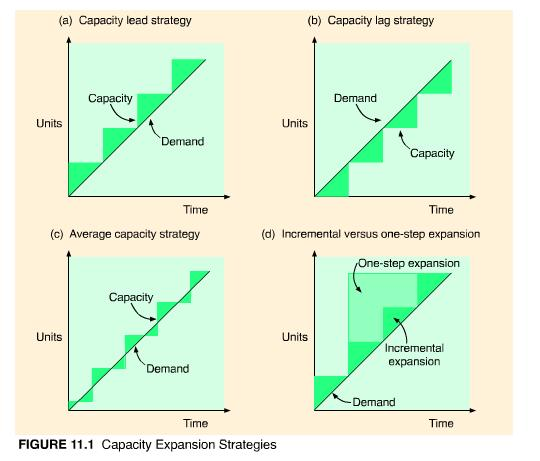 (a) Capacity lead strategy
Capacity
Units
Demand
Time
(b) Capacity lag strategy
Demand
Units
Capacity
Time
(c) Average capacity strategy
Capacity
Units
Demand
Time
(d) Incremental versus one-step expansion
One-step expansion
Units
Incremental
expansion
Demand
Time
FIGURE 11.1 Capacity Expansion Strategies